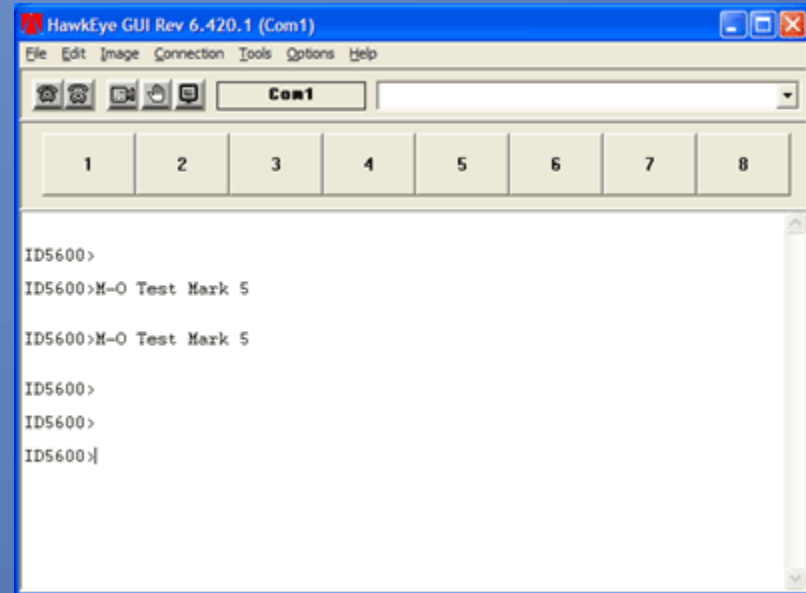 HawkEye GUI Rev 6.420.1 (Com1)
File Edit Image Connection Tools Options Help
Com1
1 2 3 4 5 6 7 8
ID5600>
ID5600>M-O Test Mark 5
ID5600>M-O Test Mark 5
ID5600>
ID5600>
ID5600>